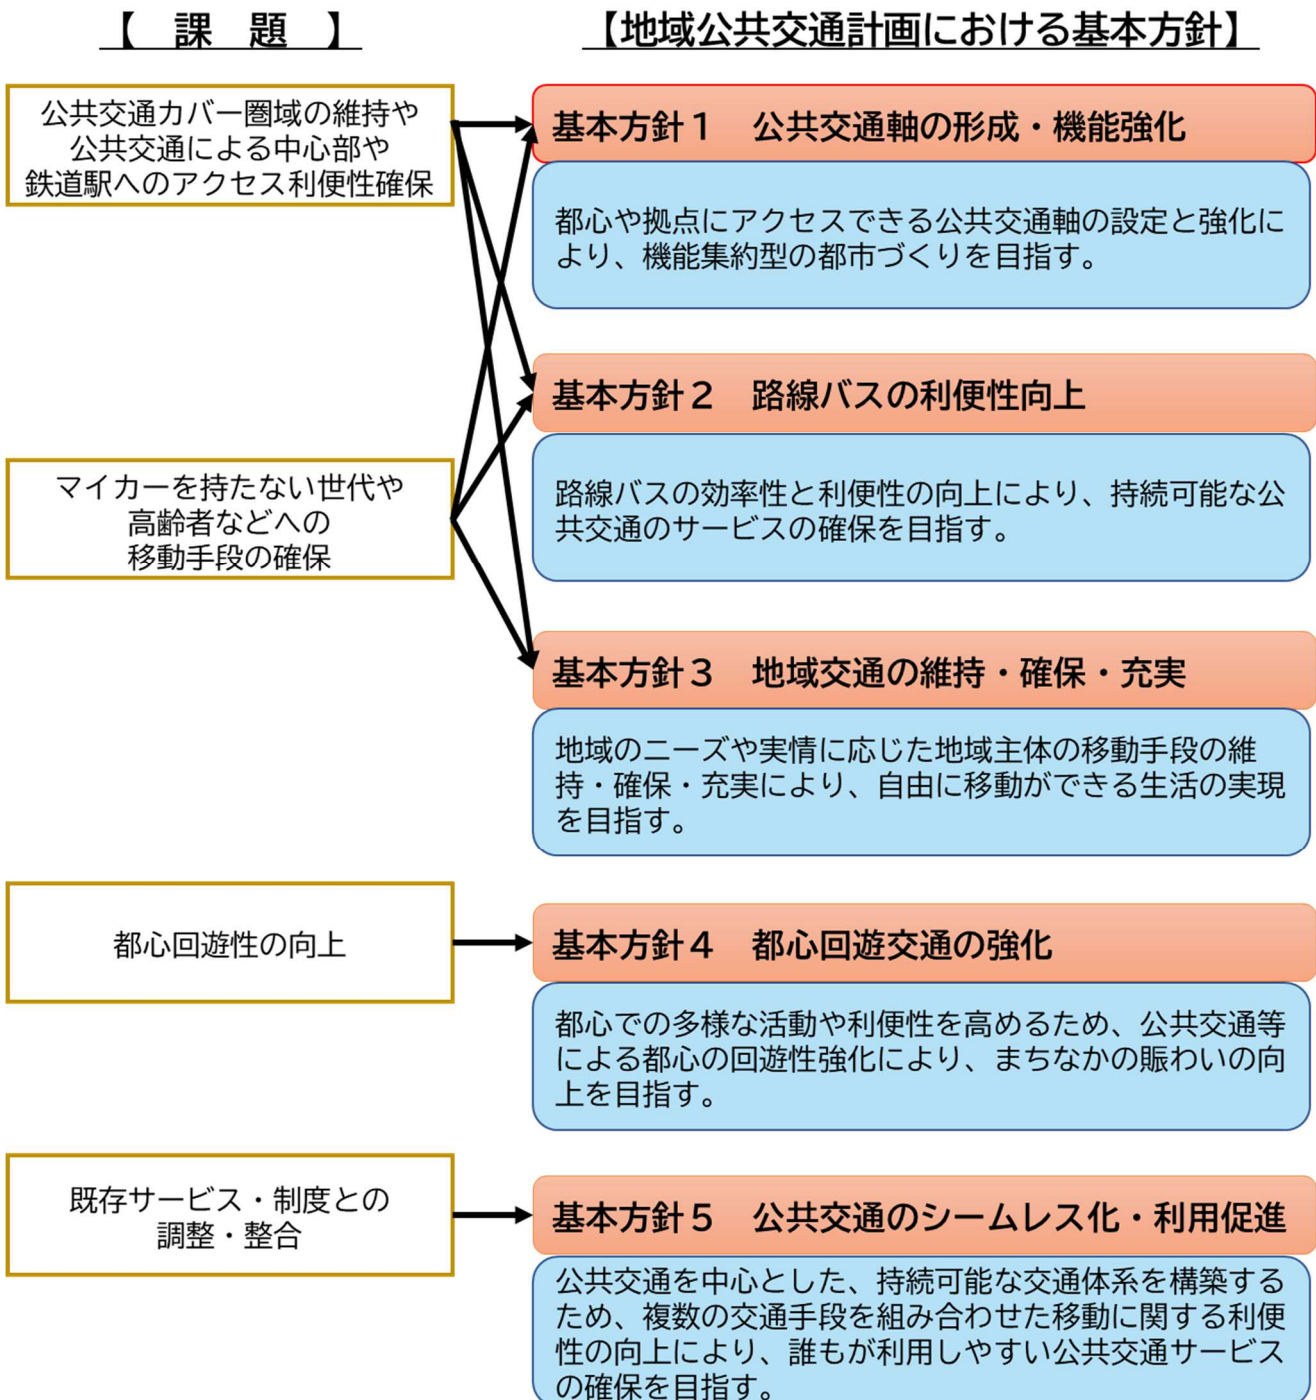 【　課　題　】
【地域公共交通計画における基本方針】
公共交通カバー圏域の維持や
公共交通による中心部や
鉄道駅へのアクセス利便性確保
基本方針１　公共交通軸の形成・機能強化
都心や拠点にアクセスできる公共交通軸の設定と強化に
より、機能集約型の都市づくりを目指す。
基本方針２　路線バスの利便性向上
路線バスの効率性と利便性の向上により、持続可能な公
共交通のサービスの確保を目指す。
マイカーを持たない世代や
高齢者などへの
移動手段の確保
基本方針３　地域交通の維持・確保・充実
地域のニーズや実情に応じた地域主体の移動手段の維
持・確保・充実により、自由に移動ができる生活の実現
を目指す。
都心回遊性の向上
基本方針４　都心回遊交通の強化
都心での多様な活動や利便性を高めるため、公共交通等
による都心の回遊性強化により、まちなかの賑わいの向
上を目指す。
既存サービス・制度との
調整・整合
基本方針５　公共交通のシームレス化・利用促進
公共交通を中心とした、持続可能な交通体系を構築する
ため、複数の交通手段を組み合わせた移動に関する利便
性の向上により、誰もが利用しやすい公共交通サービス
の確保を目指す。